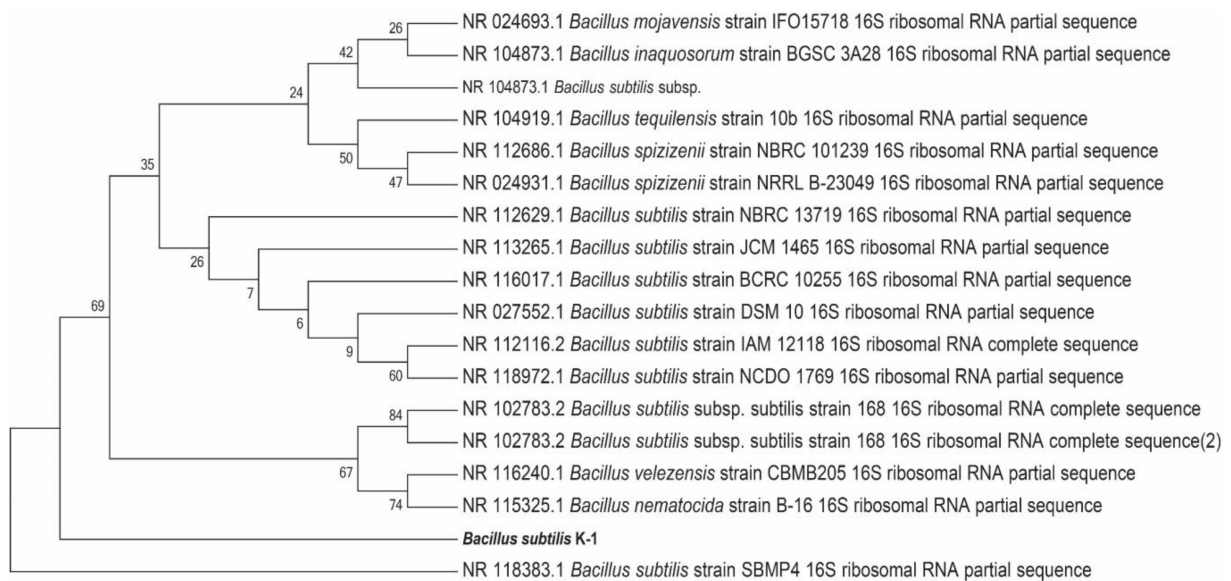 NR 024693.1 Bacillus mojavensis strain IFO15718 16S ribosomal RNA partial sequence
26
NR 104873.1 Bacillus inaquosorum strain BGSC 3A28 16S ribosomal RNA partial sequence
42
NR 104873.1 Bacillus subtilis subsp.
24
NR 104919.1 Bacillus tequilensis strain 10b 16S ribosomal RNA partial sequence
50
NR 112686.1 Bacillus spizizenii strain NBRC 101239 16S ribosomal RNA partial sequence
35
47
NR 024931.1 Bacillus spizizenii strain NRRL B-23049 16S ribosomal RNA partial sequence
NR 112629.1 Bacillus subtilis strain NBRC 13719 16S ribosomal RNA partial sequence
26
NR 113265.1 Bacillus subtilis strain JCM 1465 16S ribosomal RNA partial sequence
7
NR 116017.1 Bacillus subtilis strain BCRC 10255 16S ribosomal RNA partial sequence
69
6
NR 027552.1 Bacillus subtilis strain DSM 10 16S ribosomal RNA partial sequence
9
NR 112116.2 Bacillus subtilis strain IAM 12118 16S ribosomal RNA complete sequence
60
NR 118972.1 Bacillus subtilis strain NCDO 1769 16S ribosomal RNA partial sequence
NR 102783.2 Bacillus subtilis subsp. subtilis strain 168 16S ribosomal RNA complete sequence
84
NR 102783.2 Bacillus subtilis subsp. subtilis strain 168 16S ribosomal RNA complete sequence(2)
67
NR 116240.1 Bacillus velezensis strain CBMB205 16S ribosomal RNA partial sequence
74
NR 115325.1 Bacillus nematocida strain B-16 16S ribosomal RNA partial sequence
Bacillus subtilis K-1
NR 118383.1 Bacillus subtilis strain SBMP4 16S ribosomal RNA partial sequence